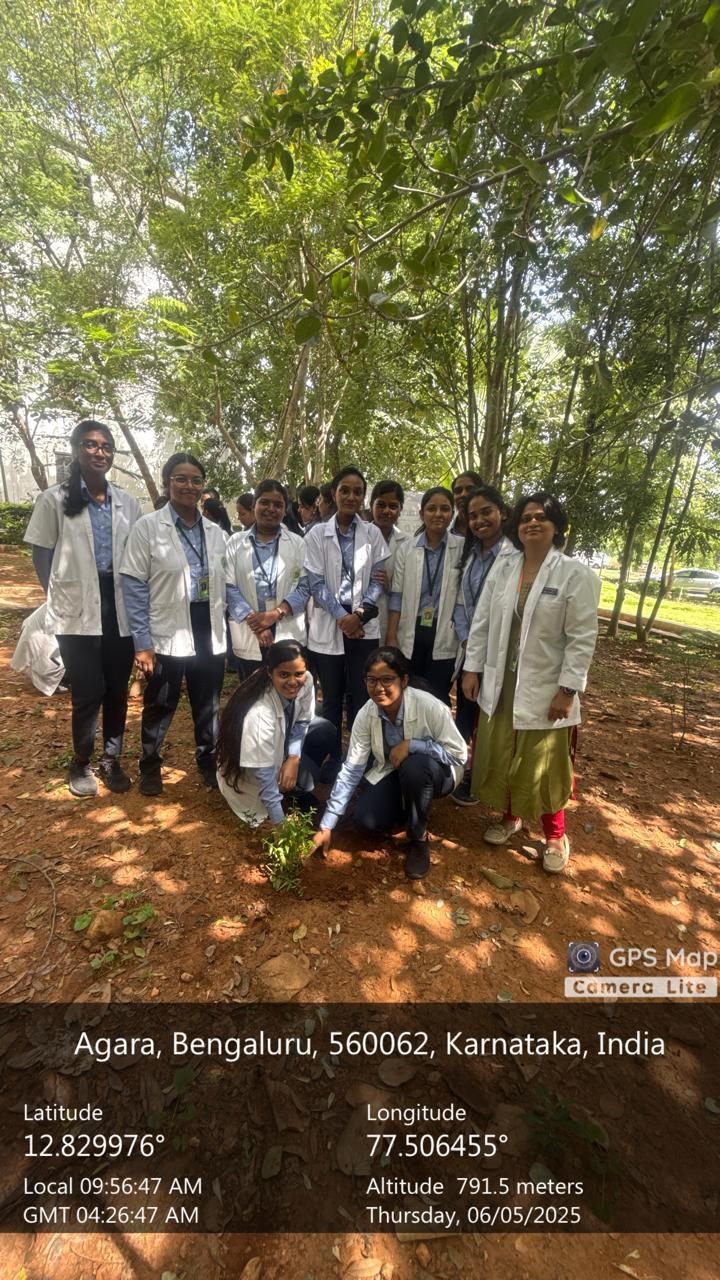 GPS Map
Camera Lite
Agara, Bengaluru, 560062, Karnataka, India
Latitude
12.829976°
Longitude
77.506455°
Local 09:56:47 AM
GMT 04:26:47 AM
Altitude 791.5 meters
Thursday, 06/05/2025